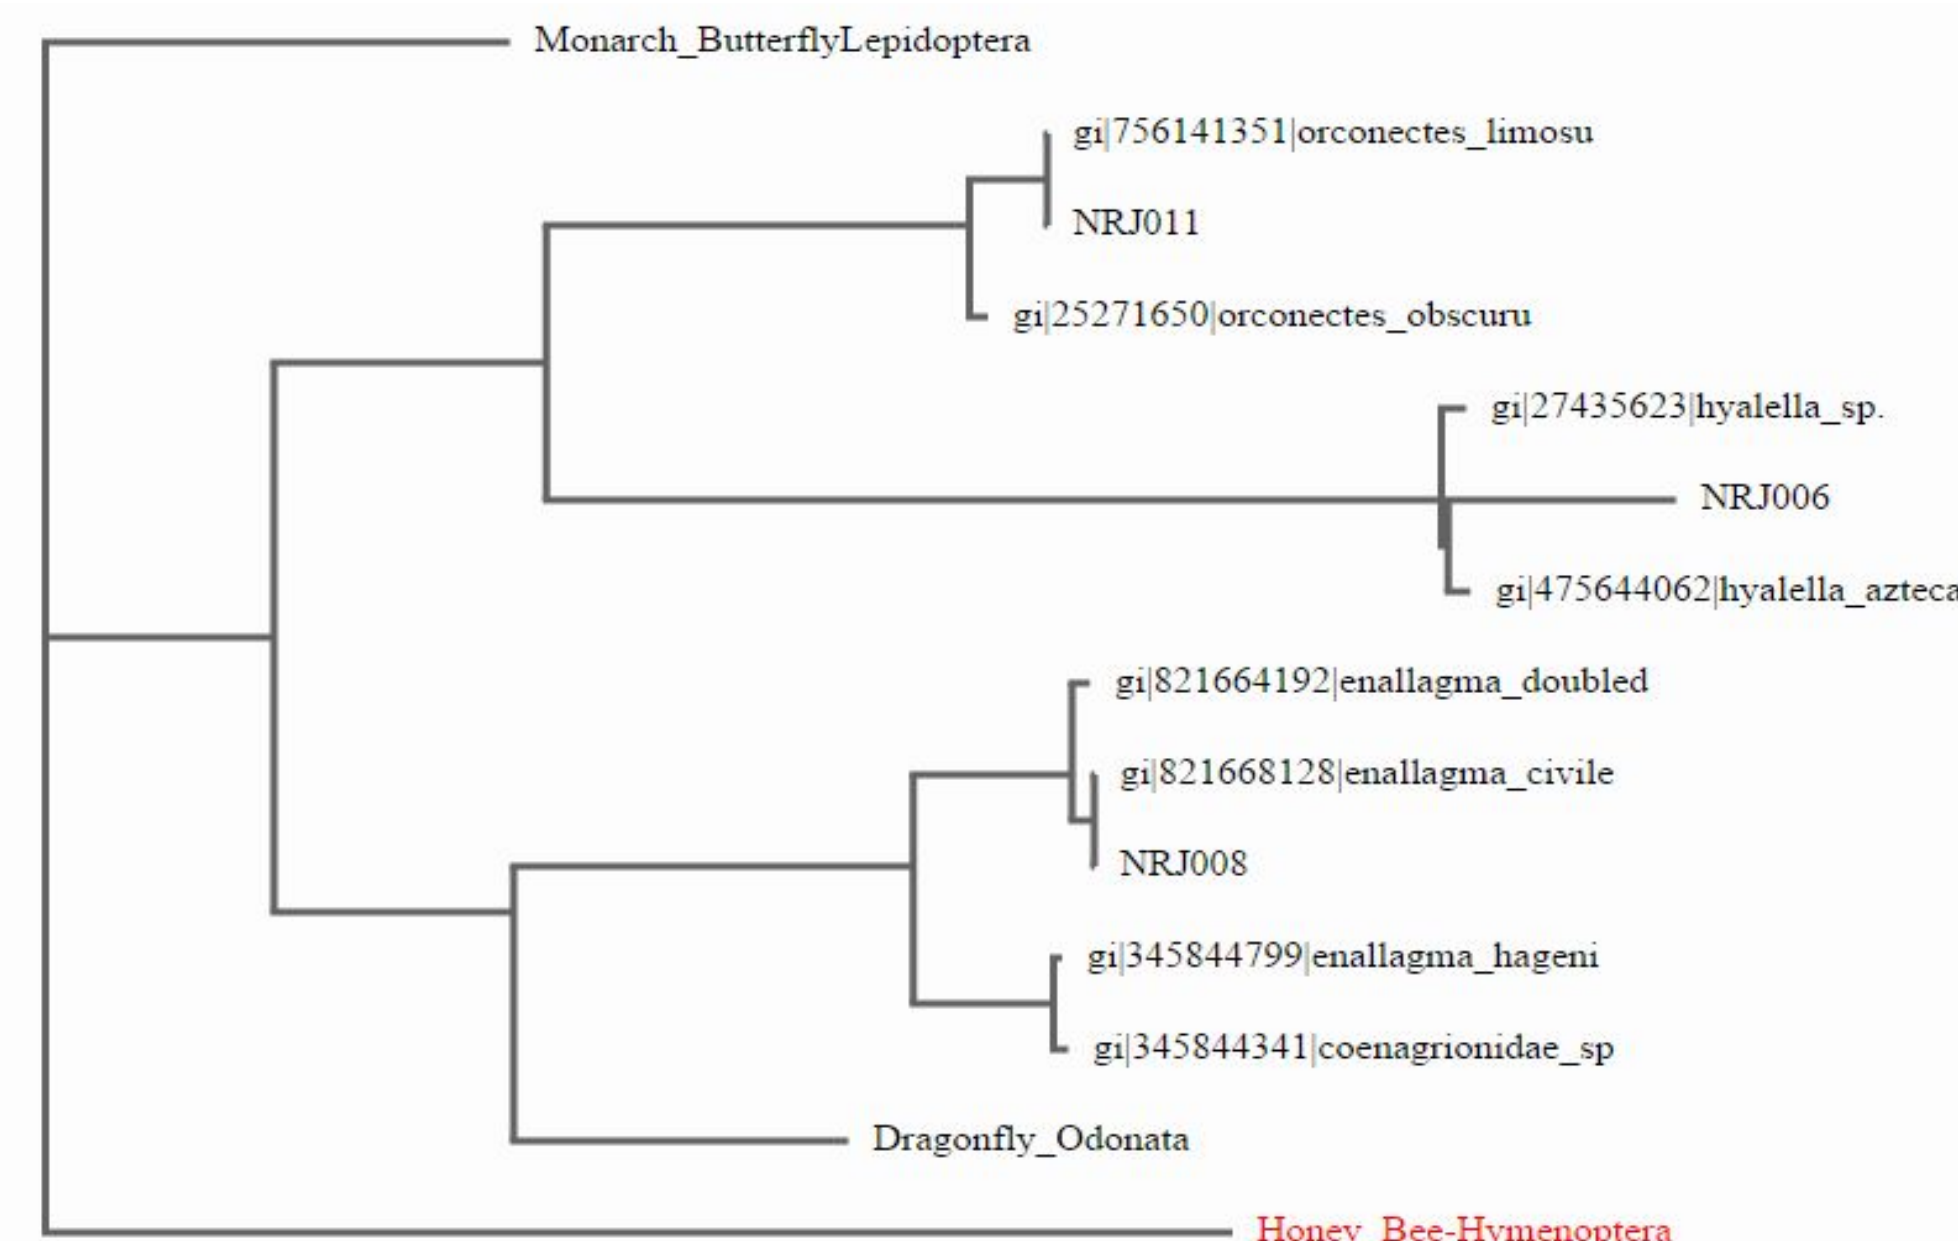 Monarch_ButterflyLepidoptera
gi|756141351|orconectes_limosu
NRJ011
gi|25271650|orconectes_obscuru
gi|27435623|hyalella_sp.
NRJ006
gi|475644062|hyalella_azteca
gi|821664192|enallagma_doubled
gi|821668128|enallagma_civile
NRJ008
gi|345844799|enallagma_hageni
gi|345844341|coenagrionidae_sp
Dragonfly_Odonata
Honey_Bee-Hymenoptera